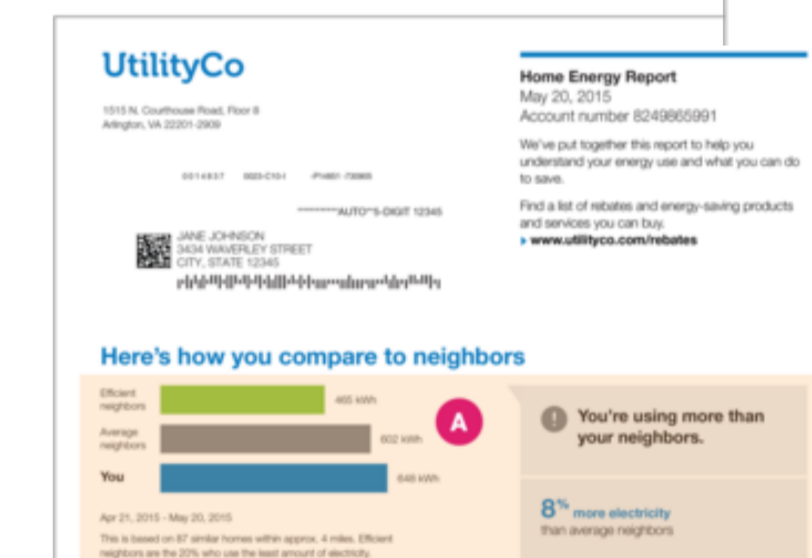 UtilityCo
1515 N. Courthouse Road, Floor 8
Arlington, VA 22201-2909
Home Energy Report
May 20, 2015
Account number 8249865991
We've put together this report to help you
understand your energy use and what you can do
to save.
Find a list of rebates and energy-saving products
and services you can buy.
www.utilityco.com/rebates
0014837
AUTO**5-DIGIT 12345
JANE JOHNSON
3434 WAVERLEY STREET
CITY, STATE 12345
Here's how you compare to neighbors
Efficient
neighbors
465 kWh
Average
neighbors
602 kWh
You
648 kWh
A
Apr 21, 2015 - May 20, 2015
This is based on 87 similar homes within approx. 4 miles. Efficient
neighbors are the 20% who use the least amount of electricity.
! You're using more than
your neighbors.
8% more electricity
than average neighbors